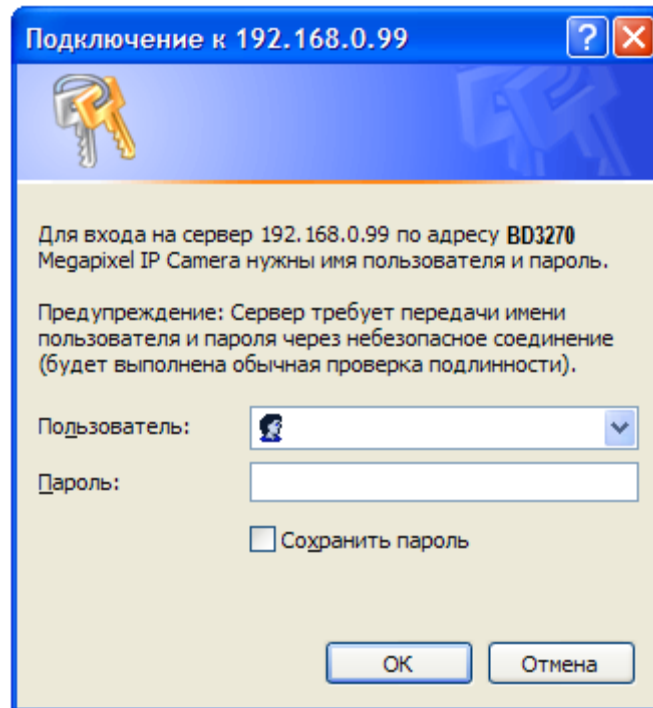 Подключение к 192.168.0.99
Для входа на сервер 192.168.0.99 по адресу BD3270
Megapixel IP Camera нужны имя пользователя и пароль.
Предупреждение: Сервер требует передачи имени
пользователя и пароля через небезопасное соединение
(будет выполнена обычная проверка подлинности).
Пользователь:
Пароль:
Сохранить пароль
ОК
Отмена